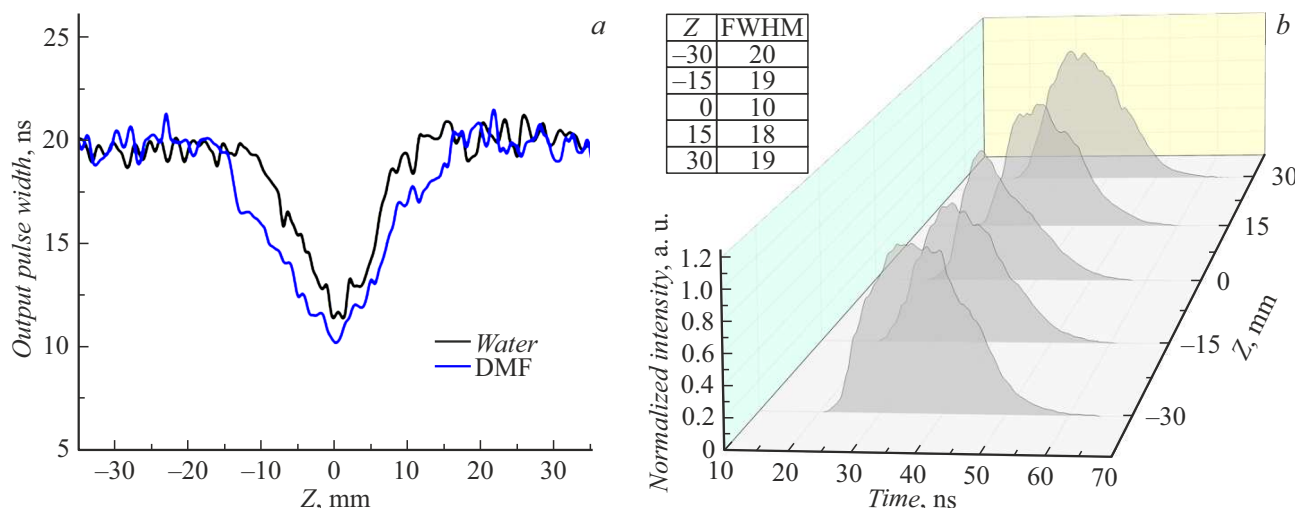 a
25
20
15
10
5
Output pulse width, ns
–30
–20
–10
0
10
20
30
Z, mm
Water
DMF
b
Z FWHM
–30 20
–15 19
0 10
15 18
30 19
1.2
1.0
0.8
0.6
0.4
0.2
0
Normalized intensity, a. u.
10 20 30 40 50 60 70
Time, ns
30
15
0
–15
–30
Z, mm